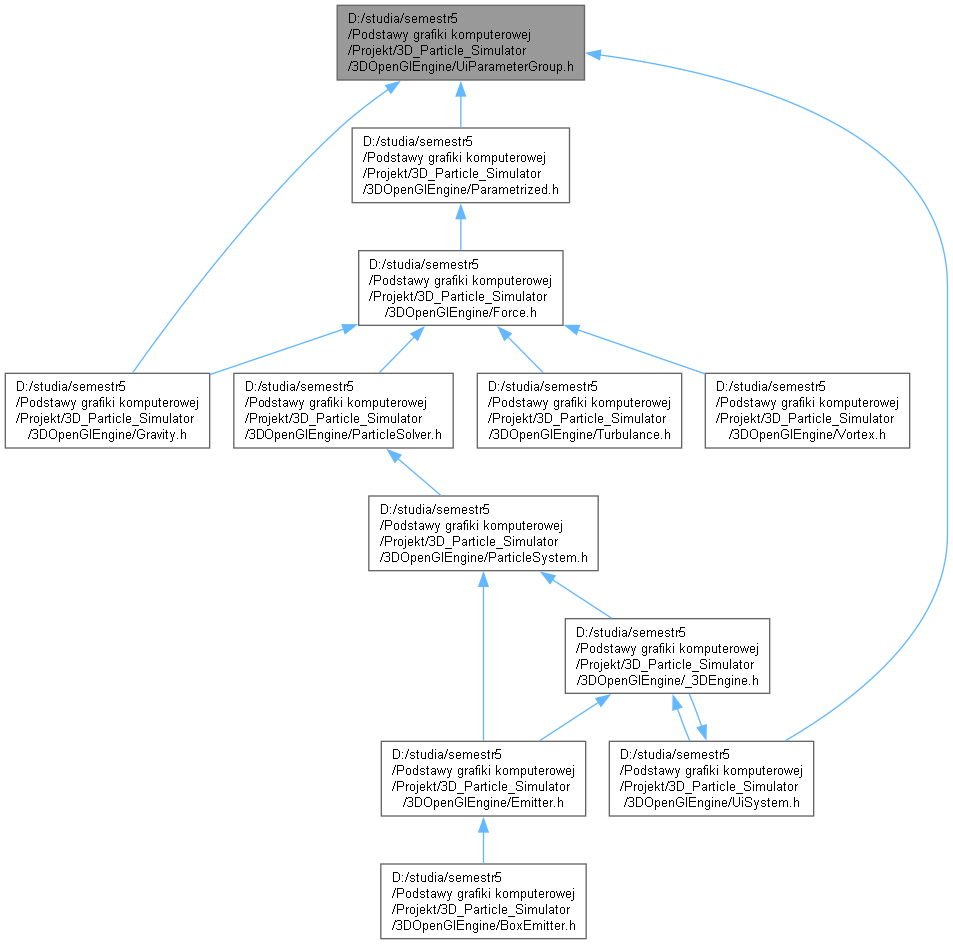 D:/studia/semestr5
/Podstawy grafiki komputerowej
/Projekt/3D_Particle_Simulator
/3DOpenGlEngine/UiParameterGroup.h
D:/studia/semestr5
/Podstawy grafiki komputerowej
/Projekt/3D_Particle_Simulator
/3DOpenGlEngine/Parametrized.h
D:/studia/semestr5
/Podstawy grafiki komputerowej
/Projekt/3D_Particle_Simulator
/3DOpenGlEngine/Force.h
D:/studia/semestr5
/Podstawy grafiki komputerowej
/Projekt/3D_Particle_Simulator
/3DOpenGlEngine/Gravity.h
D:/studia/semestr5
/Podstawy grafiki komputerowej
/Projekt/3D_Particle_Simulator
/3DOpenGlEngine/ParticleSolver.h
D:/studia/semestr5
/Podstawy grafiki komputerowej
/Projekt/3D_Particle_Simulator
/3DOpenGlEngine/Turbulance.h
D:/studia/semestr5
/Podstawy grafiki komputerowej
/Projekt/3D_Particle_Simulator
/3DOpenGlEngine/Vortex.h
D:/studia/semestr5
/Podstawy grafiki komputerowej
/Projekt/3D_Particle_Simulator
/3DOpenGlEngine/ParticleSystem.h
D:/studia/semestr5
/Podstawy grafiki komputerowej
/Projekt/3D_Particle_Simulator
/3DOpenGlEngine/_3DEngine.h
D:/studia/semestr5
/Podstawy grafiki komputerowej
/Projekt/3D_Particle_Simulator
/3DOpenGlEngine/Emitter.h
D:/studia/semestr5
/Podstawy grafiki komputerowej
/Projekt/3D_Particle_Simulator
/3DOpenGlEngine/UiSystem.h
D:/studia/semestr5
/Podstawy grafiki komputerowej
/Projekt/3D_Particle_Simulator
/3DOpenGlEngine/BoxEmitter.h